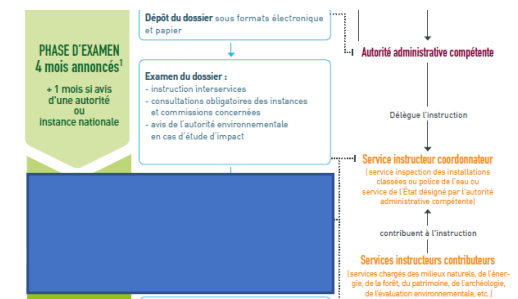 PHASE D'EXAMEN
4 mois annoncés¹
+ 1 mois si avis
d'une autorité
ou
instance nationale
Dépôt du dossier sous formats électronique
et papier
Examen du dossier :
- instruction interservices
- consultations obligatoires des instances
et commissions concernées
- avis de l'autorité environnementale
en cas d'étude d'impact
Autorité administrative compétente
Délègue l'instruction
Service instructeur coordonnateur
(service inspection des installations
classées ou police de l'eau ou
service de l'État désigné par l'autorité
administrative compétente)
contribuent à l'instruction
Services instructeurs contributeurs
(services chargés des milieux naturels, de l'éner-
gie, de la forêt, du patrimoine, de l'archéologie,
de l'évaluation environnementale, etc.)